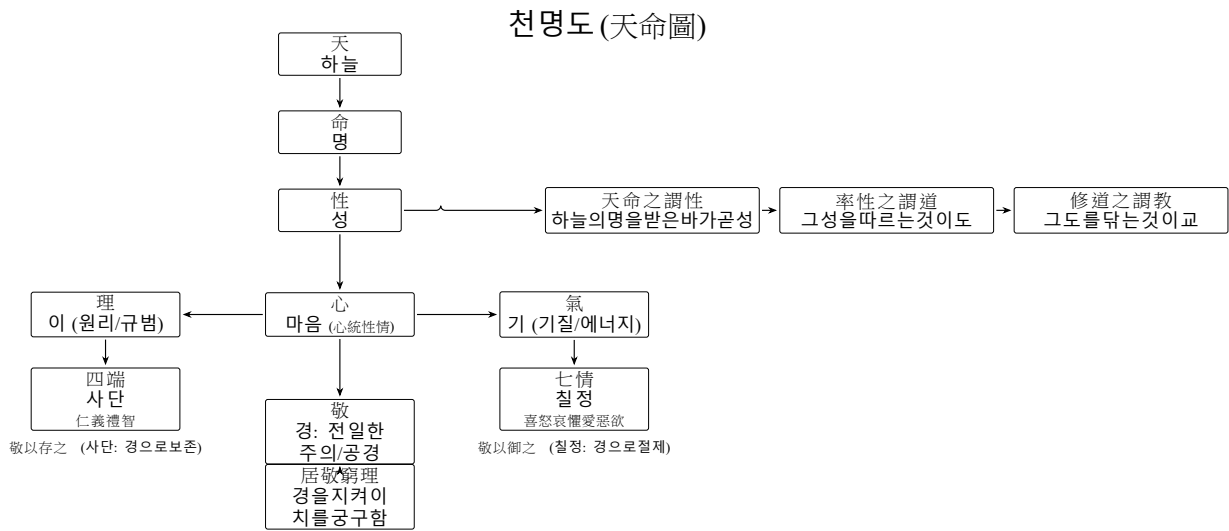 천명도 (天命圖)
天
하늘
命
명
性
성
天命之謂性
하늘의명을받은바가곧성
率性之謂道
그성을따르는것이도
修道之謂教
그도를닦는것이교
理
이 (원리/규범)
心
마음 (心統性情)
氣
기 (기질/에너지)
四端
사단
仁義禮智
敬以存之 (사단: 경으로보존)
七情
칠정
喜怒哀懼愛惡欲
敬以御之 (칠정: 경으로절제)
敬
경: 전일한
주의/공경
居敬窮理
경을지켜이
치를궁구함